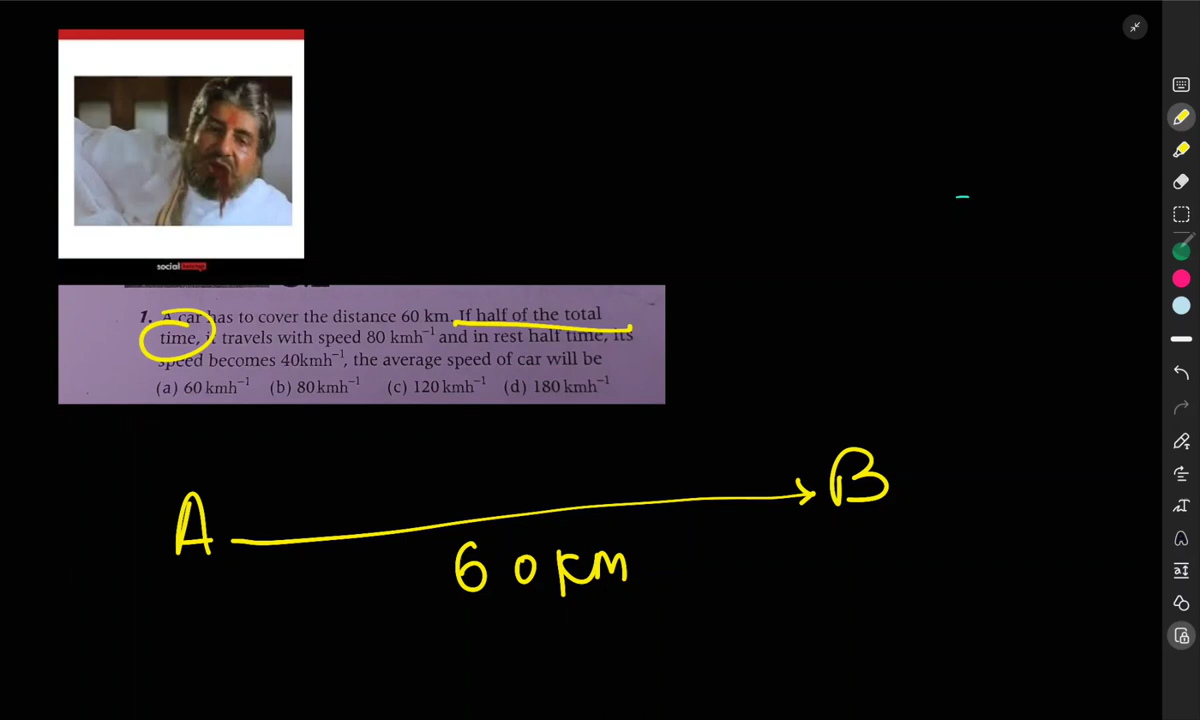 social
1. A car has to cover the distance 60 km. If half of the total
time, it travels with speed 80 kmh⁻¹ and in rest half time, its
speed becomes 40kmh⁻¹, the average speed of car will be
(a) 60 kmh⁻¹ (b) 80 kmh⁻¹ (c) 120 kmh⁻¹ (d) 180 kmh⁻¹
A B
60 km